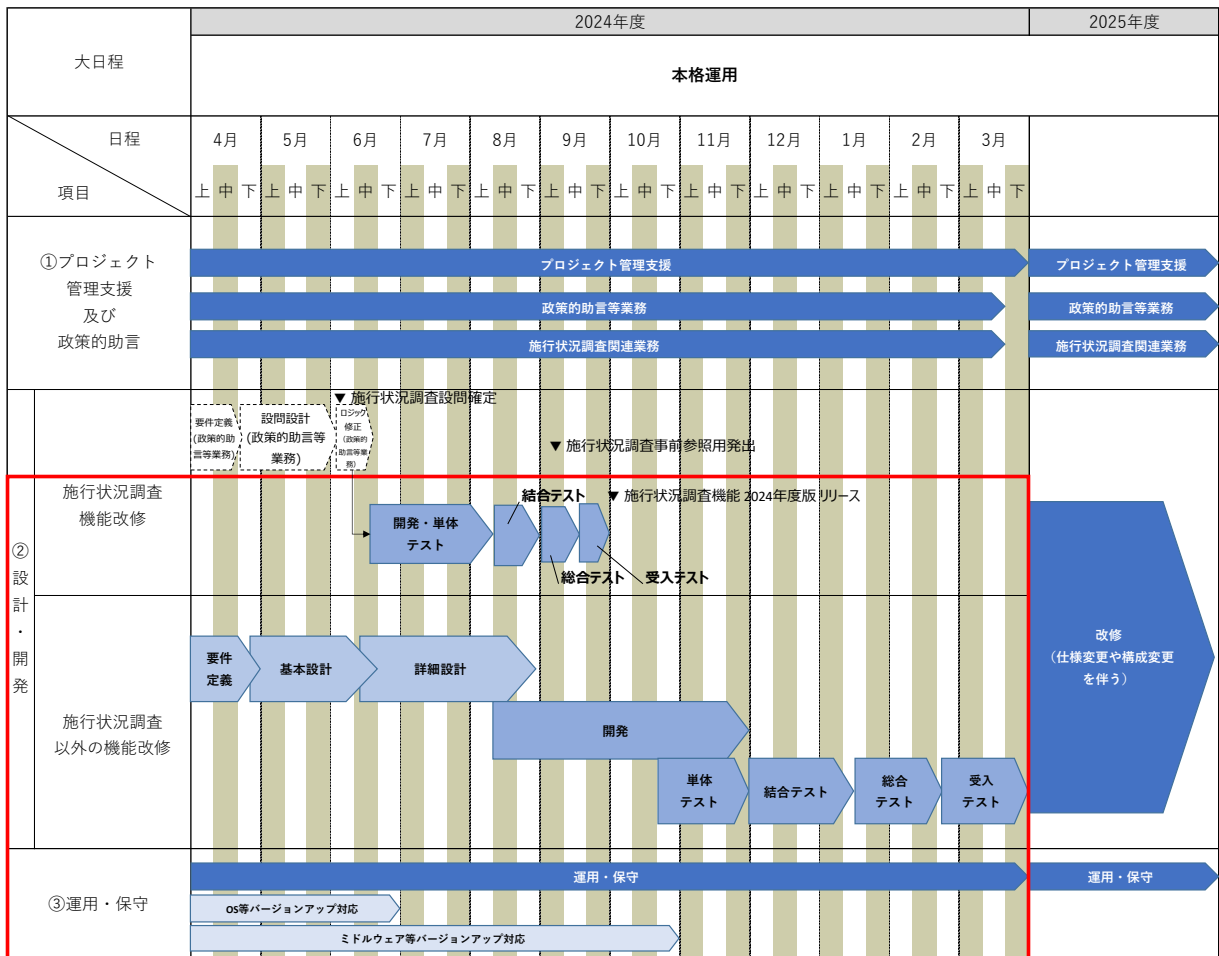 2024年度
2025年度
大日程
本格運用
日程
項目
4月 5月 6月 7月 8月 9月 10月 11月 12月 1月 2月 3月
上 中 下 上 中 下 上 中 下 上 中 下 上 中 下 上 中 下 上 中 下 上 中 下 上 中 下 上 中 下 上 中 下 上 中 下
①プロジェクト
管理支援
及び
政策的助言
プロジェクト管理支援
プロジェクト管理支援
政策的助言等業務
政策的助言等業務
施行状況調査関連業務
施行状況調査関連業務
▼ 施行状況調査設問確定
要件定義
(政策的助
言等業務)
設問設計
(政策的助言等
業務)
ロジック
修正
(政策的
助言等業
務)
▼ 施行状況調査事前参照用発出
②
設
計
・
開
発
施行状況調査
機能改修
結合テスト
▼ 施行状況調査機能 2024年度版 リリース
開発・単体
テスト
総合テスト
受入テスト
施行状況調査
以外の機能改修
要件
定義
基本設計
詳細設計
開発
単体
テスト
結合テスト
総合
テスト
受入
テスト
改修
（仕様変更や構成変更
を伴う）
③運用・保守
運用・保守
運用・保守
OS等バージョンアップ対応
ミドルウェア等バージョンアップ対応